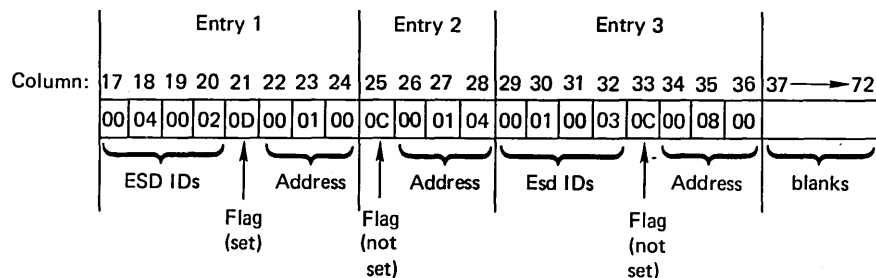 Entry 1 Entry 2 Entry 3
Column: 17 18 19 20 21 22 23 24 25 26 27 28 29 30 31 32 33 34 35 36 37 72
00 04 00 02 0D 00 01 00 0C 00 01 04 00 01 00 03 0C 00 08 00
ESD IDs Address Address Esd IDs Address blanks
Flag Flag Flag
(set) (not (not
set) set)